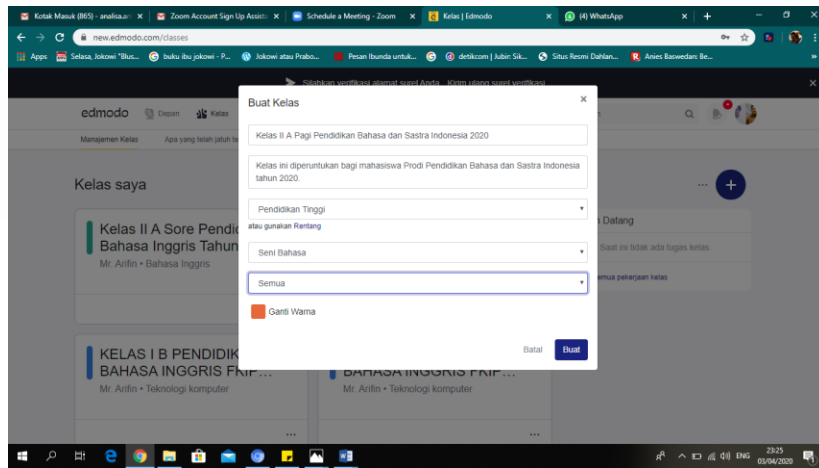 Kotak Masuk (865) - analisa.an
Zoom Account Sign Up Assista
Schedule a Meeting - Zoom
Kelas | Edmodo
(4) WhatsApp
new.edmodo.com/classes
Apps
Selasa, Jokowi "Blus...
buku ibu jokowi - P...
Jokowi atau Prabo...
Pesan Ibunda untuk...
detikcom | Jubir: Sik...
Situs Resmi Dahlan...
Anies Baswedan: Be...
Silahkan verifikasi alamat surel Anda. Kirim ulang surel verifikasi
edmodo
Depan
Kelas
Manajemen Kelas
Apa yang telah jatuh te
Buat Kelas
Kelas II A Pagi Pendidikan Bahasa dan Sastra Indonesia 2020
Kelas ini diperuntukan bagi mahasiswa Prodi Pendidikan Bahasa dan Sastra Indonesia
tahun 2020.
Pendidikan Tinggi
atau gunakan Rentang
Seni Bahasa
Semua
Ganti Warna
Batal
Buat
Kelas saya
Kelas II A Sore Pendic
Bahasa Inggris Tahun
Mr. Arifin • Bahasa Inggris
Datang
Saat ini tidak ada tugas kelas.
emua pekerjaan kelas
KELAS I B PENDIDIK
BAHASA INGGRIS FKIP...
Mr. Arifin • Teknologi komputer
BAHASA INGGRIS FKIP...
Mr. Arifin • Teknologi komputer
ENG
23:25
03/04/2020